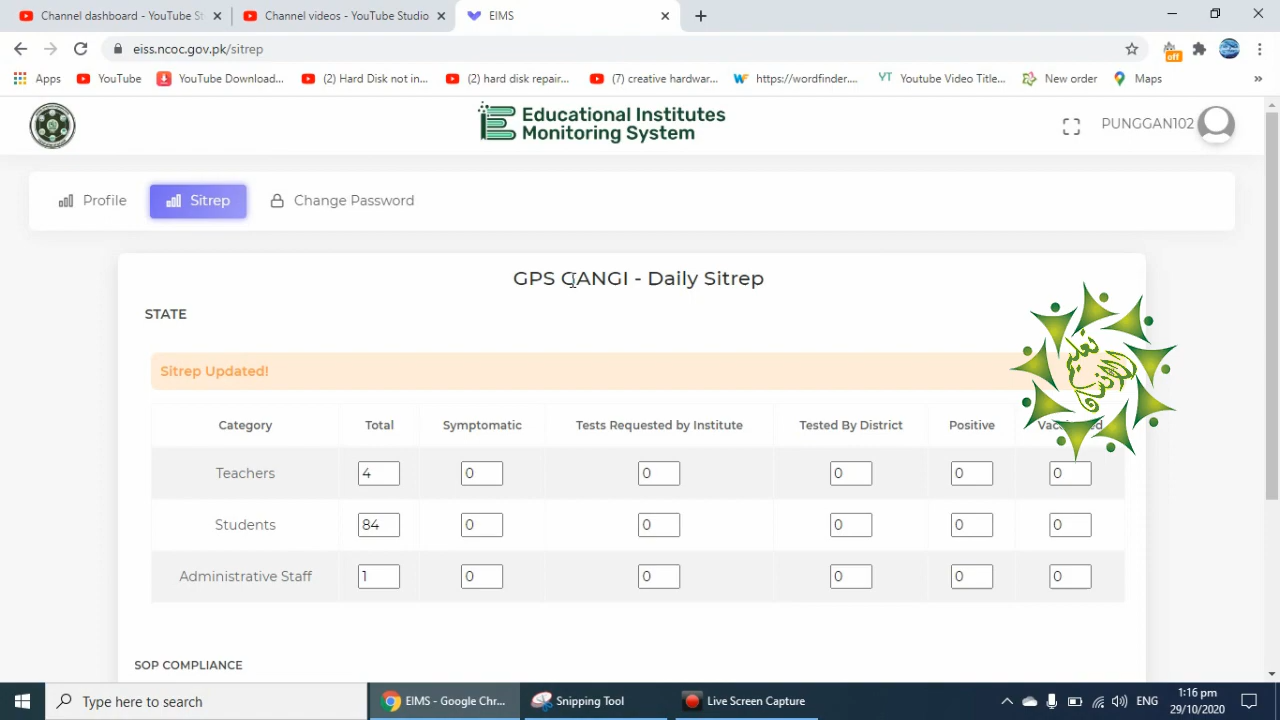 Channel dashboard - YouTube St
Channel videos - YouTube Studio
EIMS
eiss.ncoc.gov.pk/sitrep
off
Apps
YouTube
YouTube Download...
(2) Hard Disk not in...
(2) hard disk repair...
(7) creative hardwar...
https://wordfinder....
Youtube Video Title...
New order
Maps
Educational Institutes
Monitoring System
PUNGGAN102
Profile
Sitrep
Change Password
GPS GANGI - Daily Sitrep
STATE
Sitrep Updated!
Category Total Symptomatic Tests Requested by Institute Tested By District Positive
Teachers 4 0 0 0 0 0
Students 84 0 0 0 0 0
Administrative Staff 1 0 0 0 0 0
SOP COMPLIANCE
Type here to search
EIMS - Google Chr...
Snipping Tool
Live Screen Capture
ENG
1:16 pm
29/10/2020